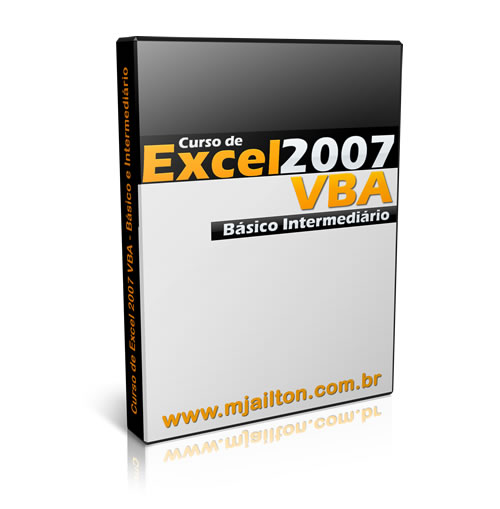 Curso de
Excel2007
VBA
Básico Intermediário
www.mjailton.com.br
Curso de Excel 2007 VBA - Básico e Intermediário